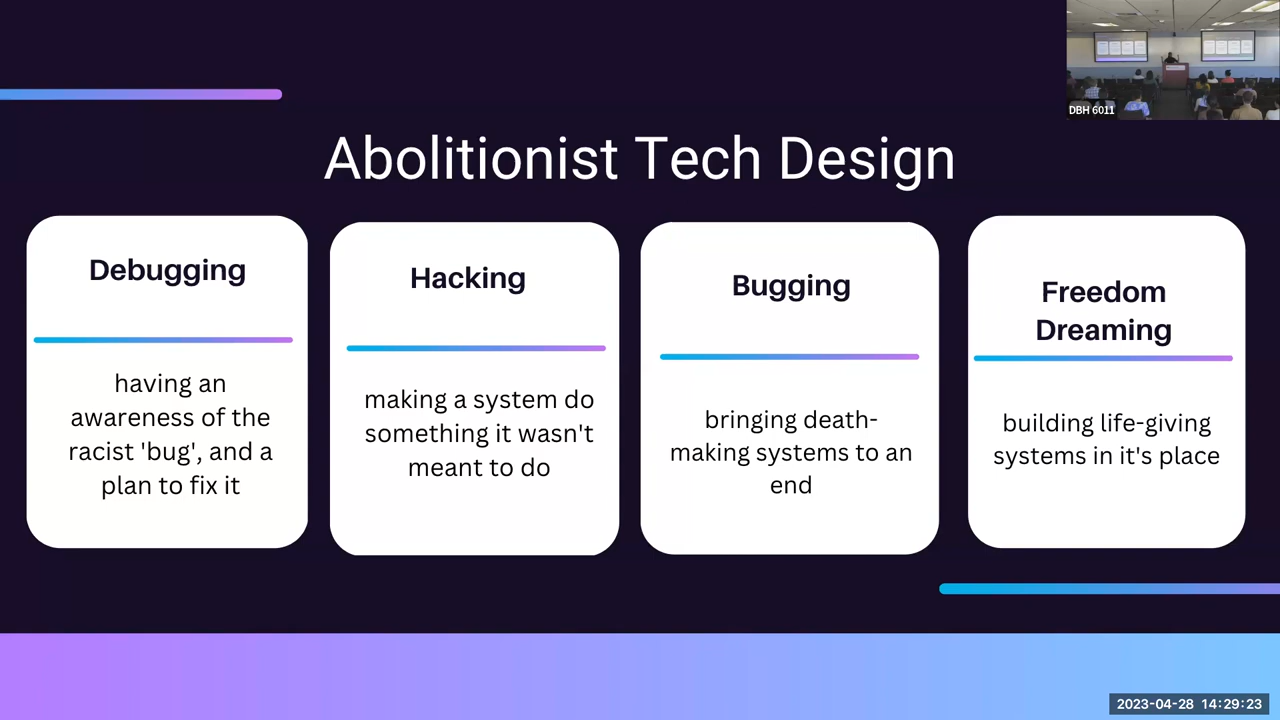 DBH 6011
Abolitionist Tech Design
Debugging
having an
awareness of the
racist 'bug', and a
plan to fix it
Hacking
making a system do
something it wasn't
meant to do
Bugging
bringing death-
making systems to an
end
Freedom
Dreaming
building life-giving
systems in it's place
2023-04-28 14:29:23